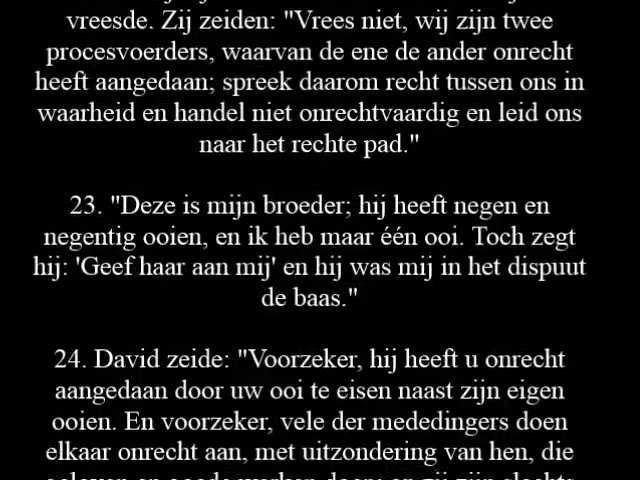 vreesde. Zij zeiden: "Vrees niet, wij zijn twee
procesvoerders, waarvan de ene de ander onrecht
heeft aangedaan; spreek daarom recht tussen ons in
waarheid en handel niet onrechtvaardig en leid ons
naar het rechte pad."
23. "Deze is mijn broeder; hij heeft negen en
negentig ooien, en ik heb maar één ooi. Toch zegt
hij: 'Geef haar aan mij' en hij was mij in het dispuut
de baas."
24. David zeide: "Voorzeker, hij heeft u onrecht
aangedaan door uw ooi te eisen naast zijn eigen
ooien. En voorzeker, vele der mededingers doen
elkaar onrecht aan, met uitzondering van hen, die